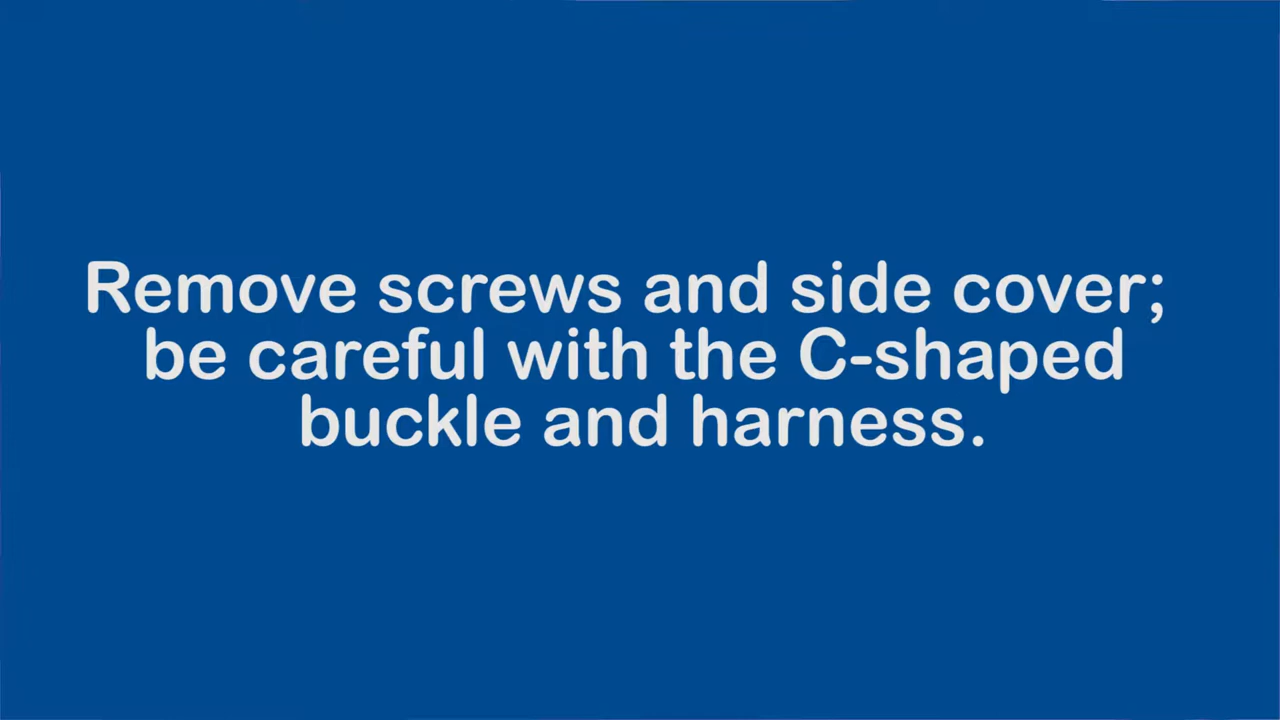 Remove screws and side cover;
be careful with the C-shaped
buckle and harness.